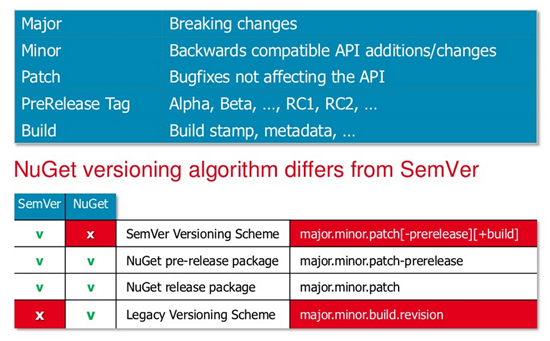 Major Breaking changes
Minor Backwards compatible API additions/changes
Patch Bugfixes not affecting the API
PreRelease Tag Alpha, Beta, ..., RC1, RC2, ...
Build Build stamp, metadata, ...
NuGet versioning algorithm differs from SemVer
SemVer NuGet
v x SemVer Versioning Scheme major.minor.patch[-prerelease][+build]
v v NuGet pre-release package major.minor.patch-prerelease
v v NuGet release package major.minor.patch
x v Legacy Versioning Scheme major.minor.build.revision